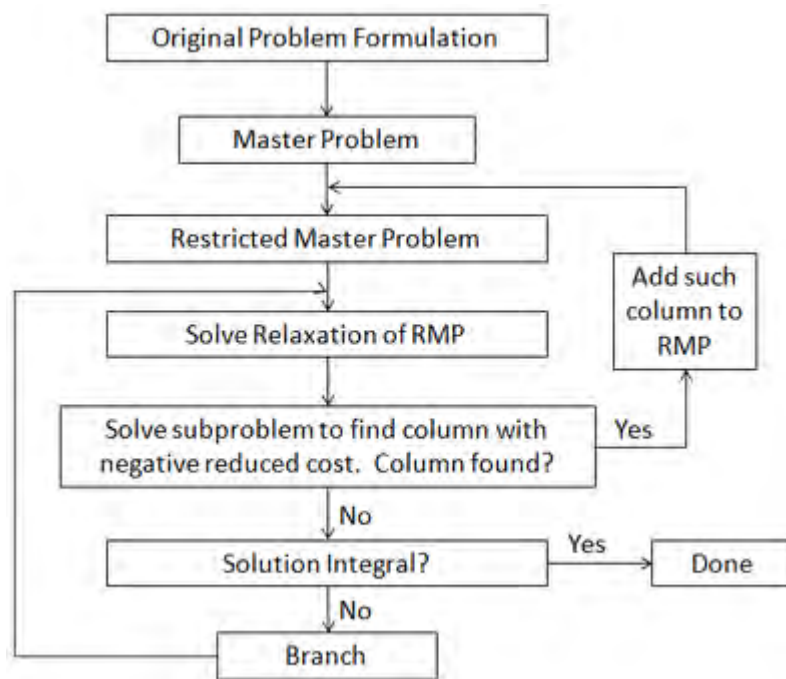 Original Problem Formulation
Master Problem
Restricted Master Problem
Add such
column to
RMP
Solve Relaxation of RMP
Solve subproblem to find column with
negative reduced cost.  Column found?
Yes
No
Solution Integral?
Yes
Done
No
Branch